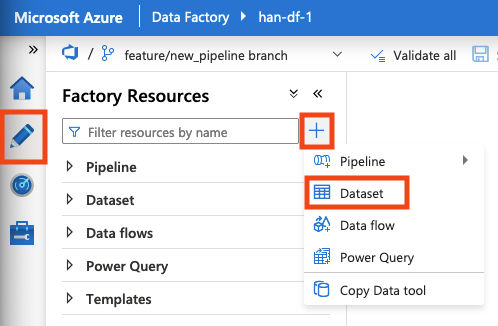 Microsoft Azure Data Factory han-df-1
feature/new_pipeline branch Validate all
Factory Resources
Filter resources by name
Pipeline
Dataset
Data flows
Power Query
Templates
Pipeline
Dataset
Data flow
Power Query
Copy Data tool